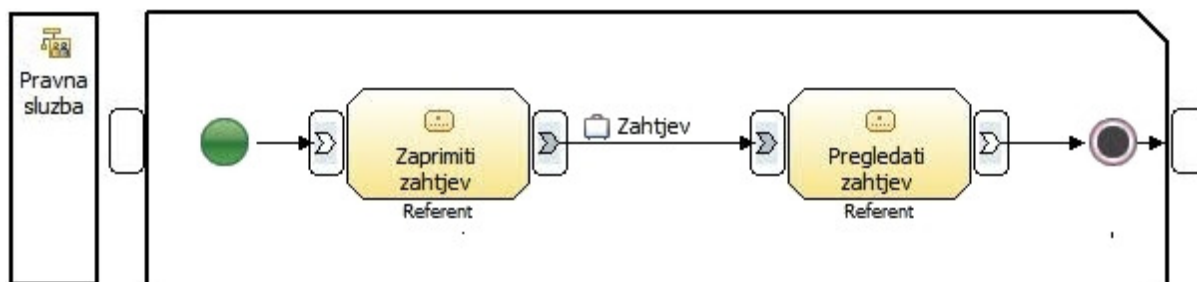 Pravna
sluzba
Zaprimiti
zahtjev
Referent
Zahtjev
Pregledati
zahtjev
Referent